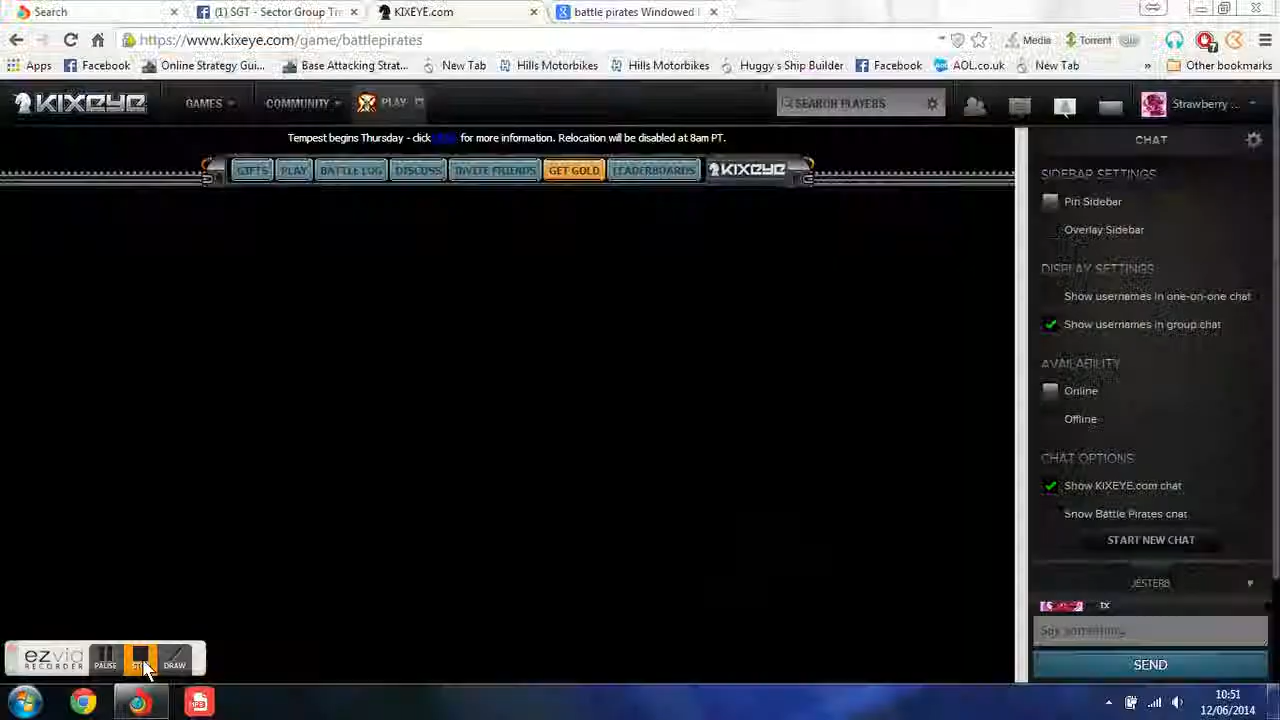 Search
(1) SGT - Sector Group Tir
KIXEYE.com
battle pirates Windowed
https://www.kixeye.com/game/battlepirates
Media
Torrent
7
Apps
Facebook
Online Strategy Gui...
Base Attacking Strat...
New Tab
Hills Motorbikes
Hills Motorbikes
Huggy's Ship Builder
Facebook
AOL.co.uk
New Tab
»
Other bookmarks
KIXEYE
GAMES
COMMUNITY
PLAY
SEARCH PLAYERS
Strawberry ...
Tempest begins Thursday - click for more information. Relocation will be disabled at 8am PT.
GIFTS
PLAY
BATTLE LOG
DISCUSS
INVITE FRIENDS
GET GOLD
LEADERBOARDS
KIXEYE
CHAT
SIDEBAR SETTINGS
Pin Sidebar
Overlay Sidebar
DISPLAY SETTINGS
Show usernames in one-on-one chat
Show usernames in group chat
AVAILABILITY
Online
Offline
CHAT OPTIONS
Show KIXEYE.com chat
Show Battle Pirates chat
START NEW CHAT
JESTER8
tx
Say something...
SEND
ezvid
RECORDER
PAUSE
DRAW
10:51
12/06/2014